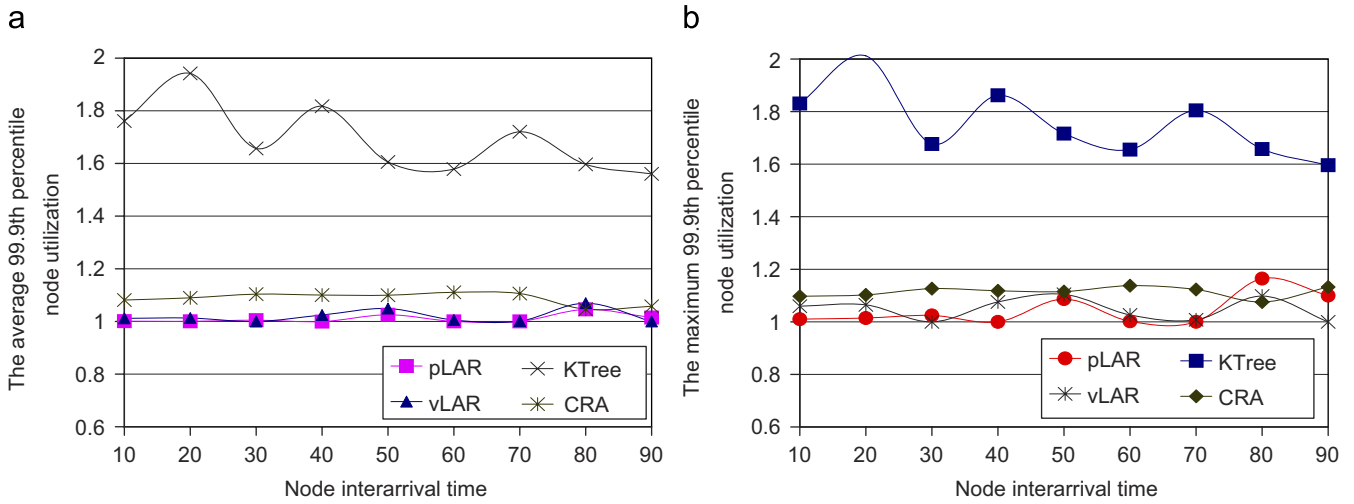 a
The average 99.9th percentile
node utilization
2
1.8
1.6
1.4
1.2
1
0.8
0.6
pLAR
KTree
vLAR
CRA
10 20 30 40 50 60 70 80 90
Node interarrival time
b
The maximum 99.9th percentile
node utilization
2
1.8
1.6
1.4
1.2
1
0.8
0.6
pLAR
KTree
vLAR
CRA
10 20 30 40 50 60 70 80 90
Node interarrival time